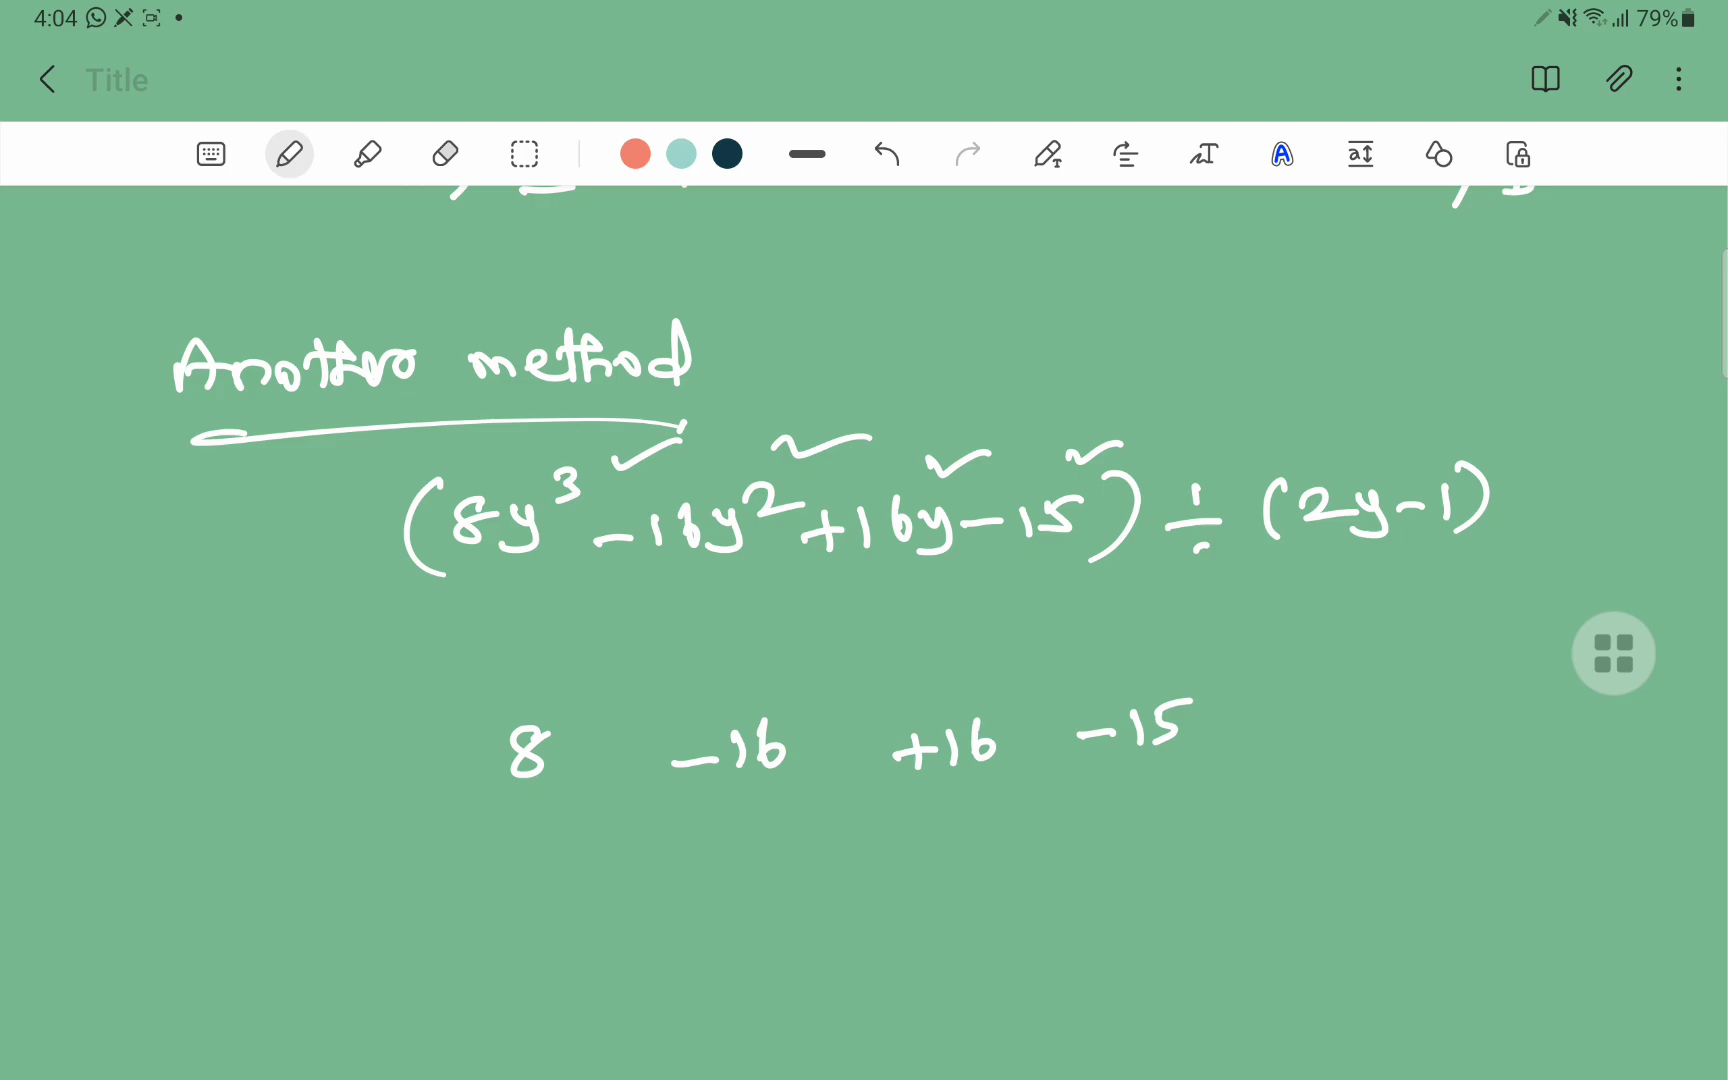 4:04 79%
Title
Another method
(8y³ - 16y² + 16y - 15) ÷ (2y - 1)
8 - 16 + 16 - 15